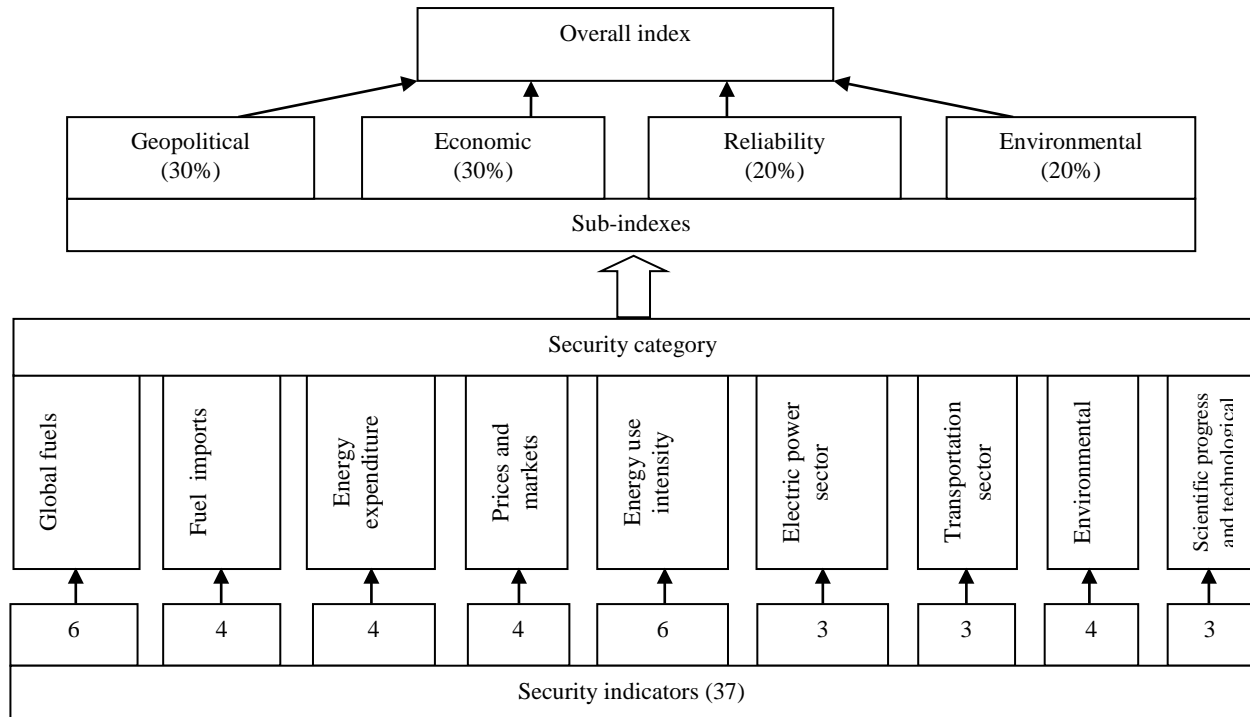 Overall index
Geopolitical
(30%)
Economic
(30%)
Reliability
(20%)
Environmental
(20%)
Sub-indexes
Security category
Global fuels
Fuel imports
Energy
expenditure
Prices and
markets
Energy use
intensity
Electric power
sector
Transportation
sector
Environmental
Scientific progress
and technological
6
4
4
4
6
3
3
4
3
Security indicators (37)